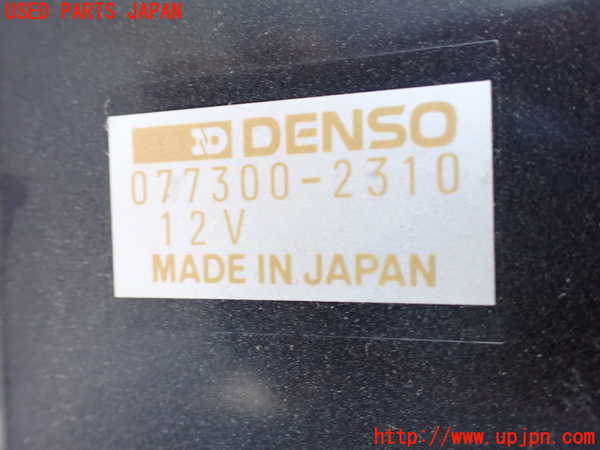 USED PARTS JAPAN
ND DENSO
077300-2310
12V
MADE IN JAPAN
http://www.upjpn.com/